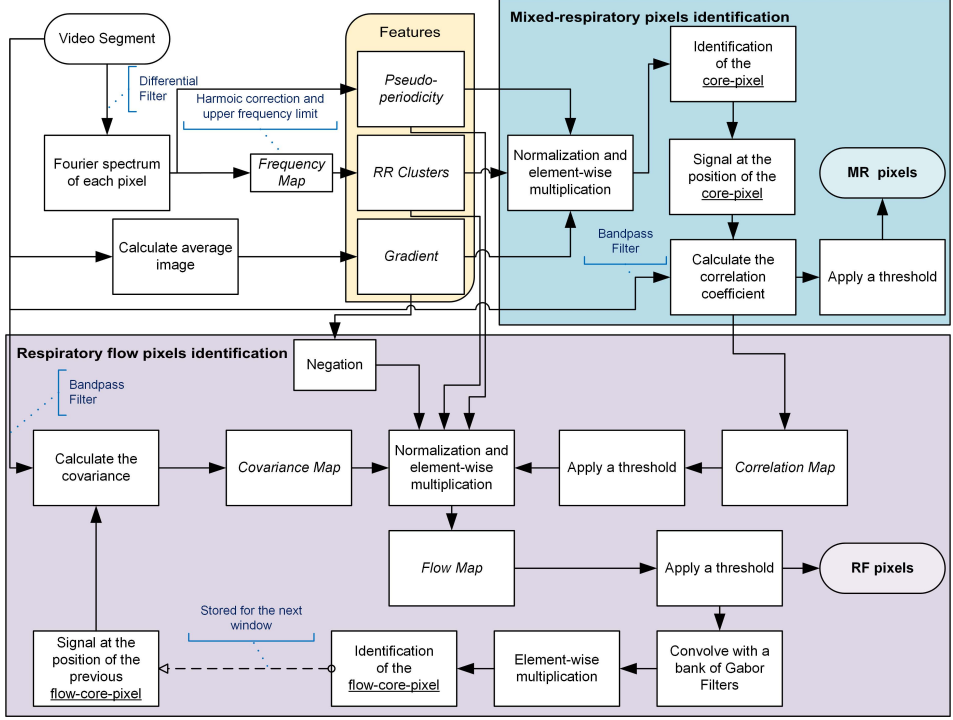 Video Segment
Differential
Filter
Harmoic correction and
upper frequency limit
Fourier spectrum
of each pixel
Frequency
Map
Calculate average
image
Features
Pseudo-
periodicity
RR Clusters
Gradient
Mixed-respiratory pixels identification
Identification
of the
core-pixel
Normalization and
element-wise
multiplication
Signal at the
position of the
core-pixel
MR pixels
Bandpass
Filter
Calculate the
correlation
coefficient
Apply a threshold
Respiratory flow pixels identification
Negation
Bandpass
Filter
Calculate the
covariance
Covariance Map
Normalization and
element-wise
multiplication
Apply a threshold
Correlation Map
Flow Map
Apply a threshold
RF pixels
Stored for the next
window
Signal at the
position of the
previous
flow-core-pixel
Identification
of the
flow-core-pixel
Element-wise
multiplication
Convolve with a
bank of Gabor
Filters